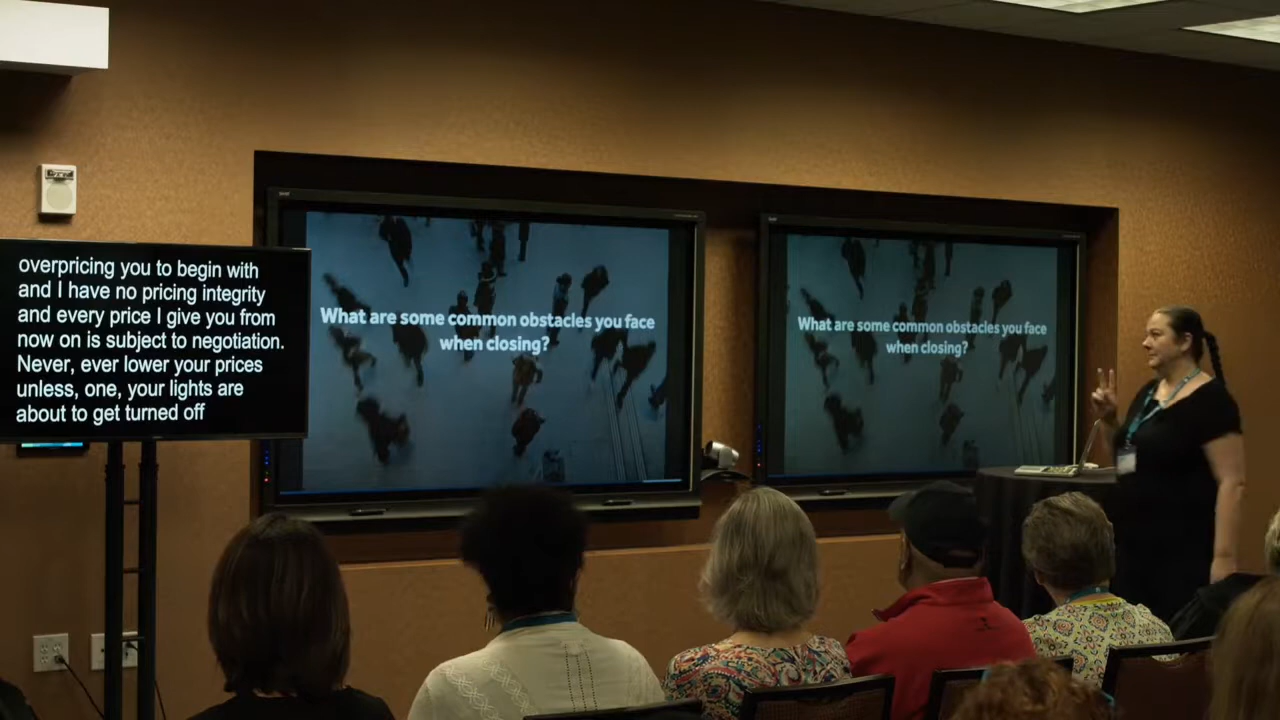 overpricing you to begin with
and I have no pricing integrity
and every price I give you from
now on is subject to negotiation.
Never, ever lower your prices
unless, one, your lights are
about to get turned off
What are some common obstacles you face
when closing?
What are some common obstacles you face
when closing?